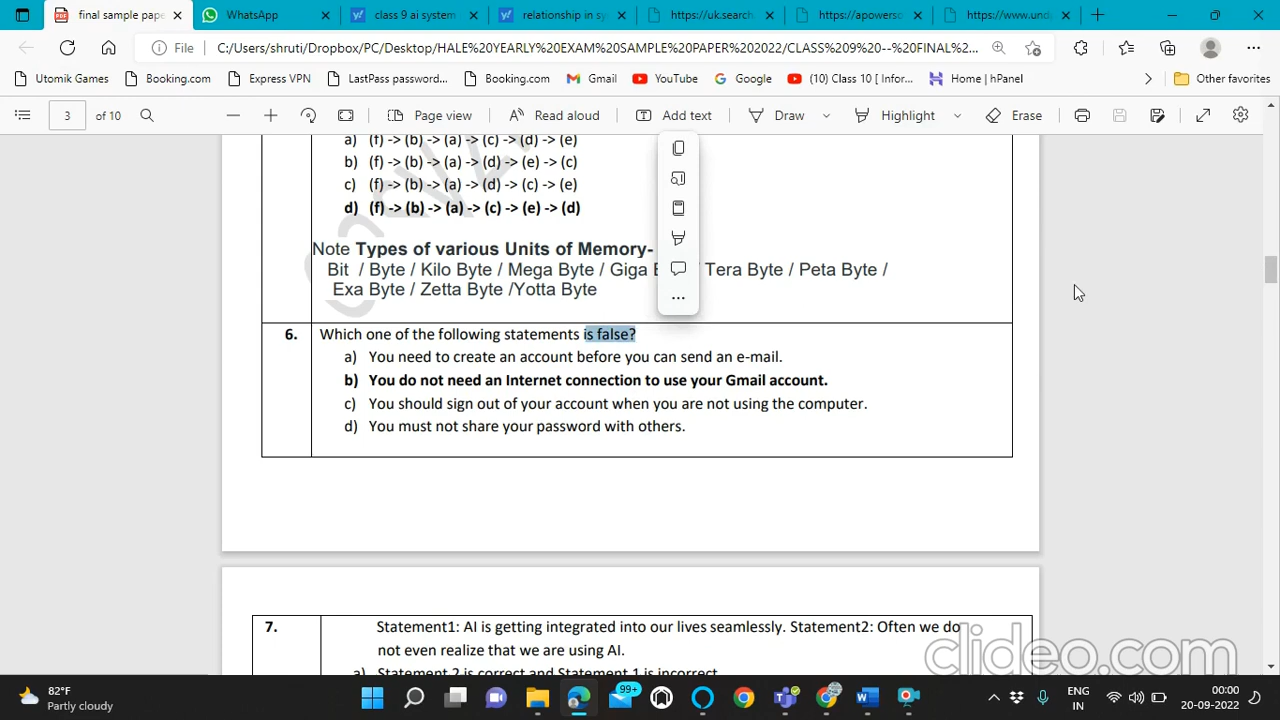 final sample pape
WhatsApp
class 9 ai system
relationship in sy
https://uk.search
https://apowerso
https://www.und
File
C:/Users/shruti/Dropbox/PC/Desktop/HALE%20YEARLY%20EXAM%20SAMPLE%20PAPER%202022/CLASS%209%20--%20FINAL%...
Utomik Games
Booking.com
Express VPN
LastPass password...
Booking.com
Gmail
YouTube
Google
(10) Class 10 [ Infor...
Home | hPanel
Other favorites
3 of 10
Page view
Read aloud
Add text
Draw
Highlight
Erase
a) (f) -> (b) -> (a) -> (c) -> (d) -> (e)
b) (f) -> (b) -> (a) -> (d) -> (e) -> (c)
c) (f) -> (b) -> (a) -> (d) -> (c) -> (e)
d) (f) -> (b) -> (a) -> (c) -> (e) -> (d)
Note Types of various Units of Memory-
Bit / Byte / Kilo Byte / Mega Byte / Giga B / Tera Byte / Peta Byte /
Exa Byte / Zetta Byte /Yotta Byte
6. Which one of the following statements is false?
a) You need to create an account before you can send an e-mail.
b) You do not need an Internet connection to use your Gmail account.
c) You should sign out of your account when you are not using the computer.
d) You must not share your password with others.
7. Statement1: AI is getting integrated into our lives seamlessly. Statement2: Often we do
not even realize that we are using AI.
a) Statement 2 is correct and Statement 1 is incorrect
clideo.com
82°F
Partly cloudy
99+
ENG
IN
00:00
20-09-2022